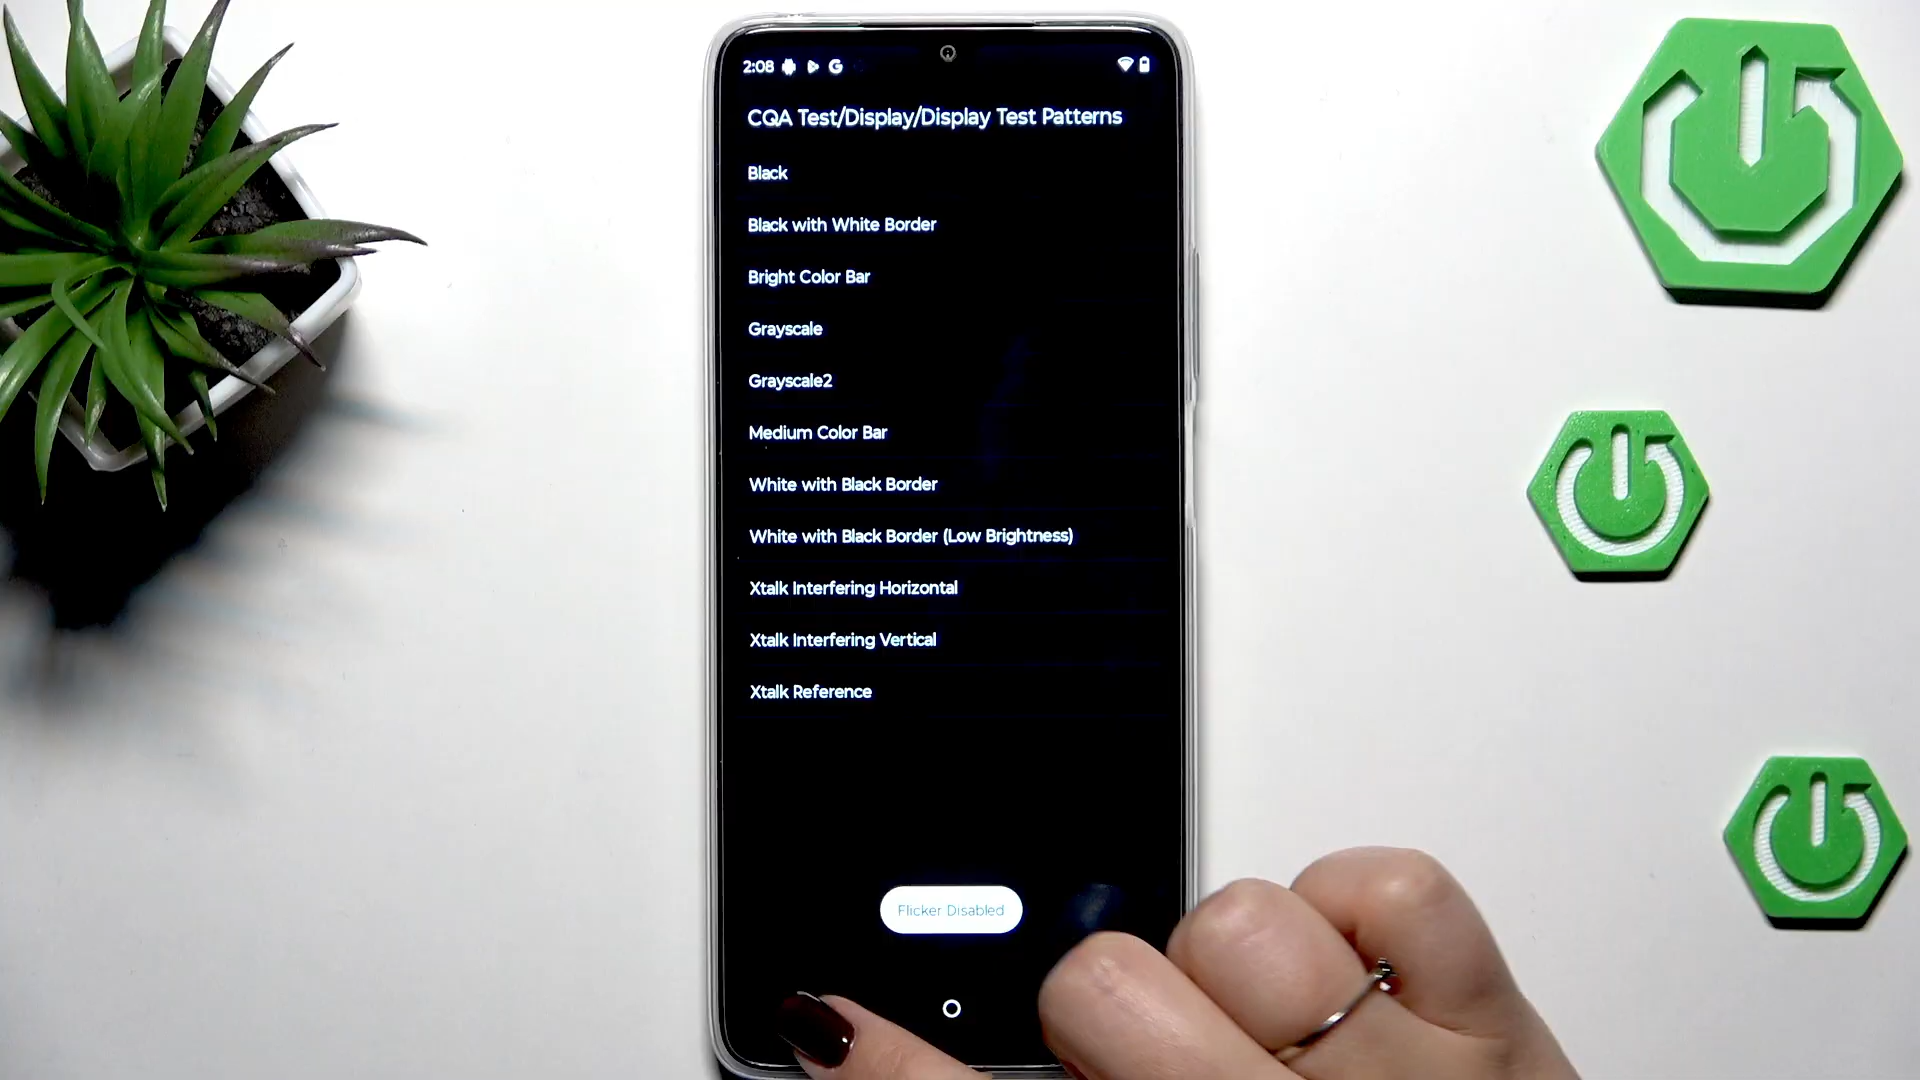 2:08
CQA Test/Display/Display Test Patterns
Black
Black with White Border
Bright Color Bar
Grayscale
Grayscale2
Medium Color Bar
White with Black Border
White with Black Border (Low Brightness)
Xtalk Interfering Horizontal
Xtalk Interfering Vertical
Xtalk Reference
Flicker Disabled